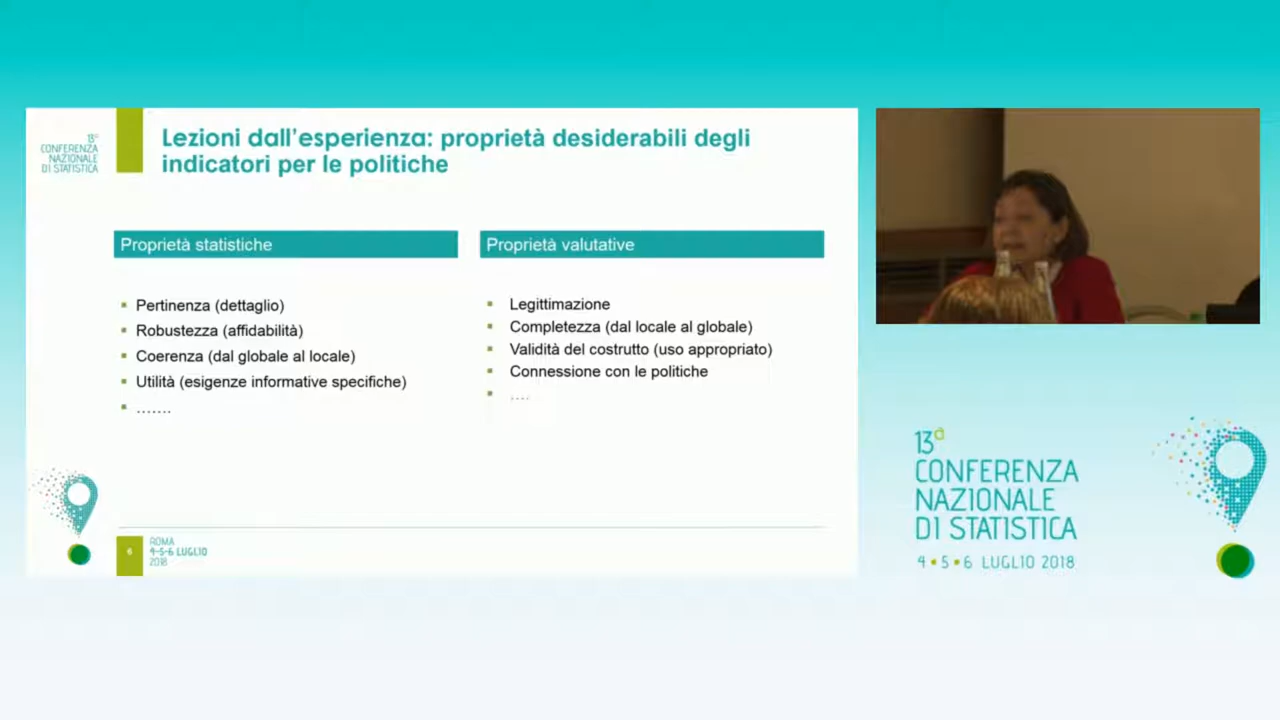 13ª
CONFERENZA
NAZIONALE
DI STATISTICA
Lezioni dall'esperienza: proprietà desiderabili degli
indicatori per le politiche
Proprietà statistiche
Pertinenza (dettaglio)
Robustezza (affidabilità)
Coerenza (dal globale al locale)
Utilità (esigenze informative specifiche)
.......
Proprietà valutative
Legittimazione
Completezza (dal locale al globale)
Validità del costrutto (uso appropriato)
Connessione con le politiche
....
6
ROMA
4-5-6 LUGLIO
2018
13ª
CONFERENZA
NAZIONALE
DI STATISTICA
4 • 5 • 6 LUGLIO 2018